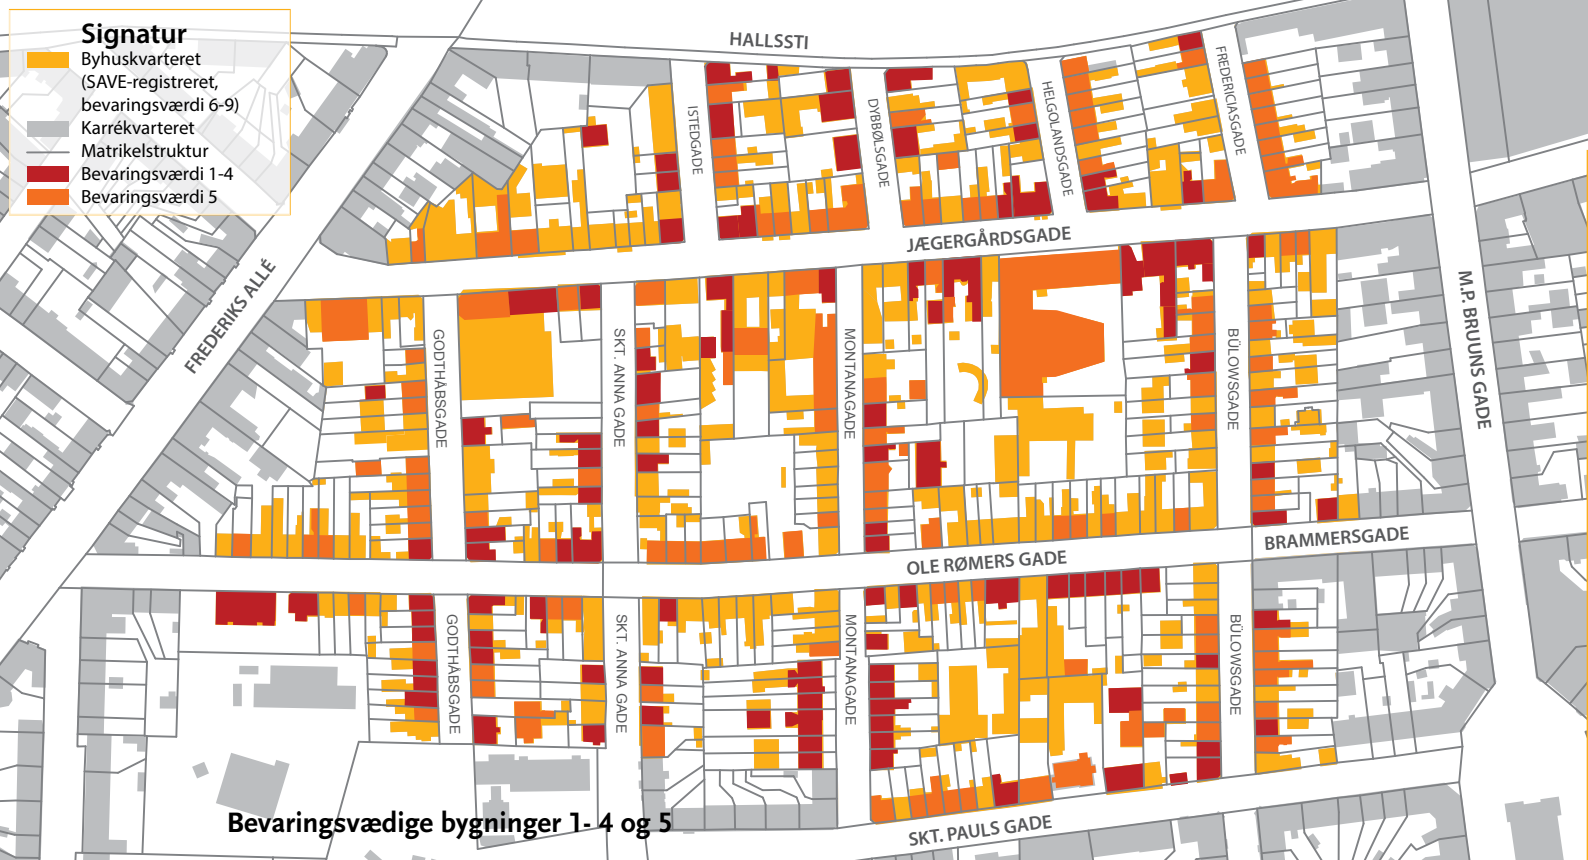 Signatur
Byhuskvarteret
(SAVE-registreret,
bevaringsværdi 6-9)
Karrékvarteret
Matrikelstruktur
Bevaringsværdi 1-4
Bevaringsværdi 5
HALLSSTI
ISTEDGADE
DYBBØLSGADE
HELGOLANDSGADE
FREDERICIASGADE
JÆGERGÅRDSGADE
FREDERIKS ALLÉ
GODTHÅBSGADE
SKT. ANNA GADE
MONTANAGADE
BÜLOWSGADE
M.P. BRUUNS GADE
OLE RØMERS GADE
BRAMMERSGADE
GODTHÅBSGADE
SKT. ANNA GADE
MONTANAGADE
BÜLOWSGADE
SKT. PAULS GADE
Bevaringsvædige bygninger 1- 4 og 5